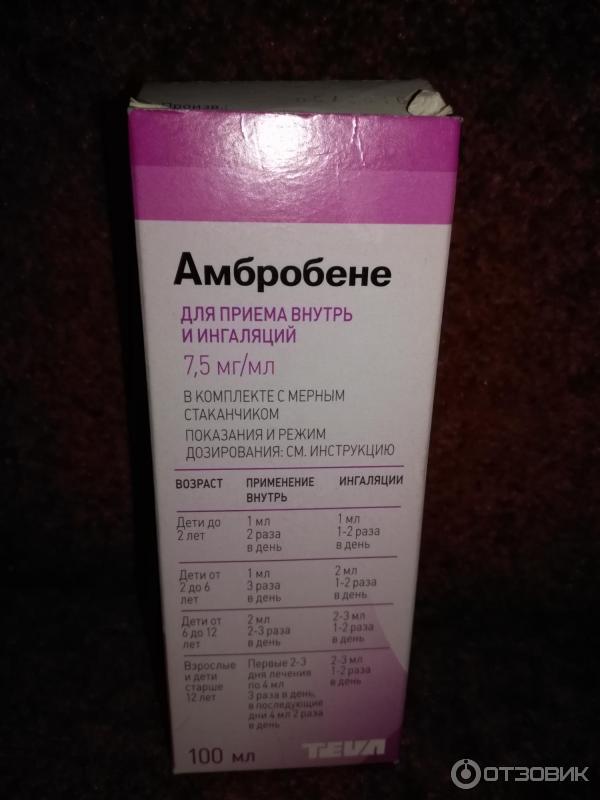 Произв.:
Амбробене
ДЛЯ ПРИЕМА ВНУТРЬ
И ИНГАЛЯЦИЙ
7,5 мг/мл
В КОМПЛЕКТЕ С МЕРНЫМ
СТАКАНЧИКОМ
ПОКАЗАНИЯ И РЕЖИМ
ДОЗИРОВАНИЯ: СМ. ИНСТРУКЦИЮ
ВОЗРАСТ ПРИМЕНЕНИЕ ИНГАЛЯЦИИ
ВНУТРЬ
Дети до 1 мл 1 мл
2 лет 2 раза 1-2 раза
в день в день
Дети от 1 мл 2 мл
2 до 6 3 раза 1-2 раза
лет в день в день
Дети от 2 мл 2-3 мл
6 до 12 2-3 раза 1-2 раза
лет в день в день
Взрослые Первые 2-3 2-3 мл
и дети дня лечения 1-2 раза
старше по 4 мл в день
12 лет 3 раза в день,
в последующие
дни 4 мл 2 раза
в день
100 мл TEVA
ОТЗОВИК